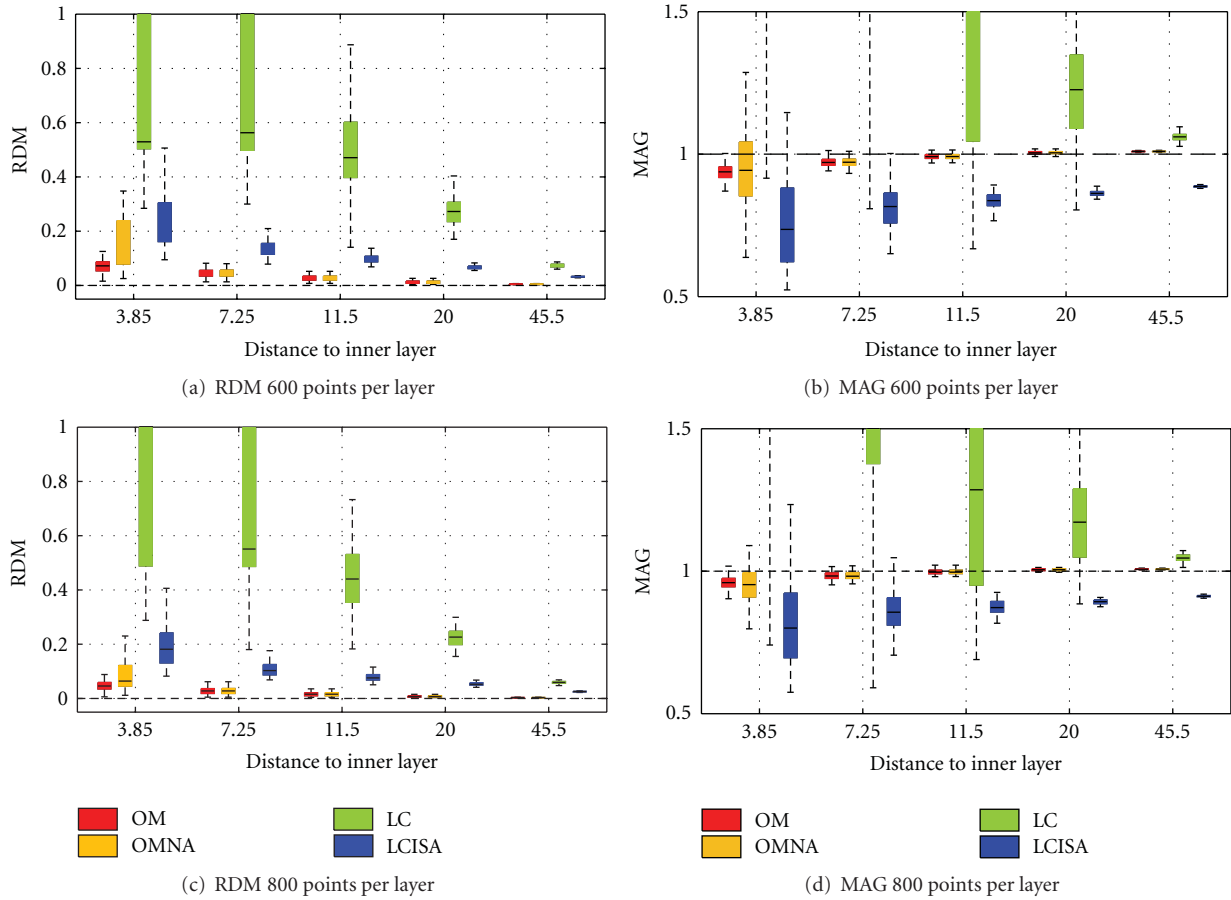 1
0.8
0.6
0.4
0.2
0
RDM
3.85 7.25 11.5 20 45.5
Distance to inner layer
(a) RDM 600 points per layer
1.5
1
0.5
MAG
3.85 7.25 11.5 20 45.5
Distance to inner layer
(b) MAG 600 points per layer
1
0.8
0.6
0.4
0.2
0
RDM
3.85 7.25 11.5 20 45.5
Distance to inner layer
OM LC
OMNA LCISA
(c) RDM 800 points per layer
1.5
1
0.5
MAG
3.85 7.25 11.5 20 45.5
Distance to inner layer
OM LC
OMNA LCISA
(d) MAG 800 points per layer